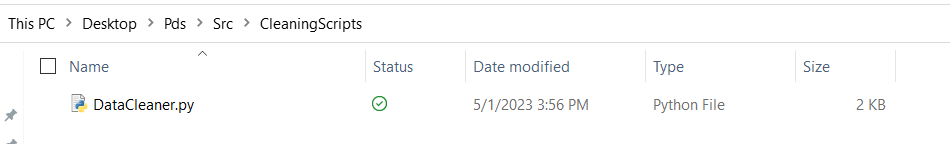 This PC > Desktop > Pds > Src > CleaningScripts
Name Status Date modified Type Size
DataCleaner.py 5/1/2023 3:56 PM Python File 2 KB